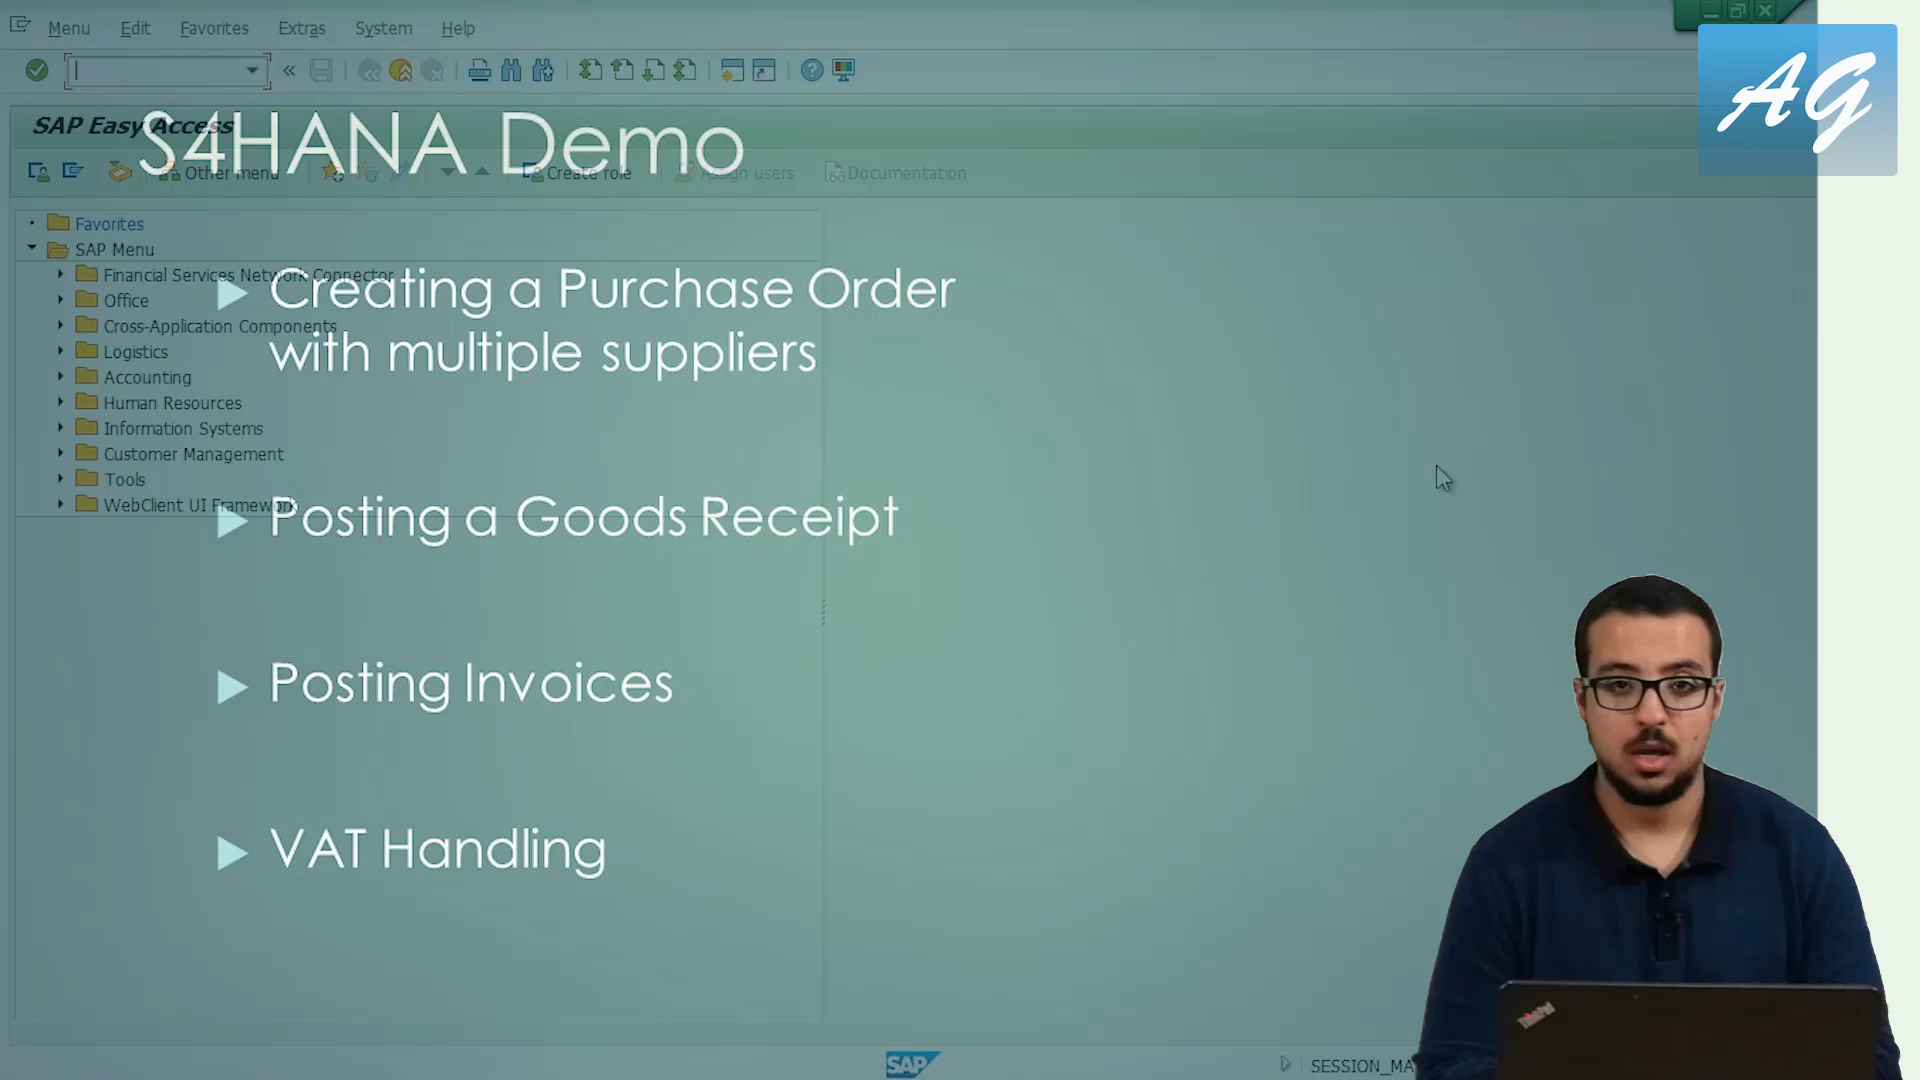 Menu Edit Favorites Extras System Help
AG
SAP Easy Access
S4HANA Demo
Other menu Create role Assign users Documentation
Favorites
SAP Menu
Financial Services Network Connector
Creating a Purchase Order
Office
Cross-Application Components
with multiple suppliers
Logistics
Accounting
Human Resources
Information Systems
Customer Management
Tools
WebClient UI Framework
Posting a Goods Receipt
Posting Invoices
VAT Handling
ThinkPad
SAP
SESSION_MA